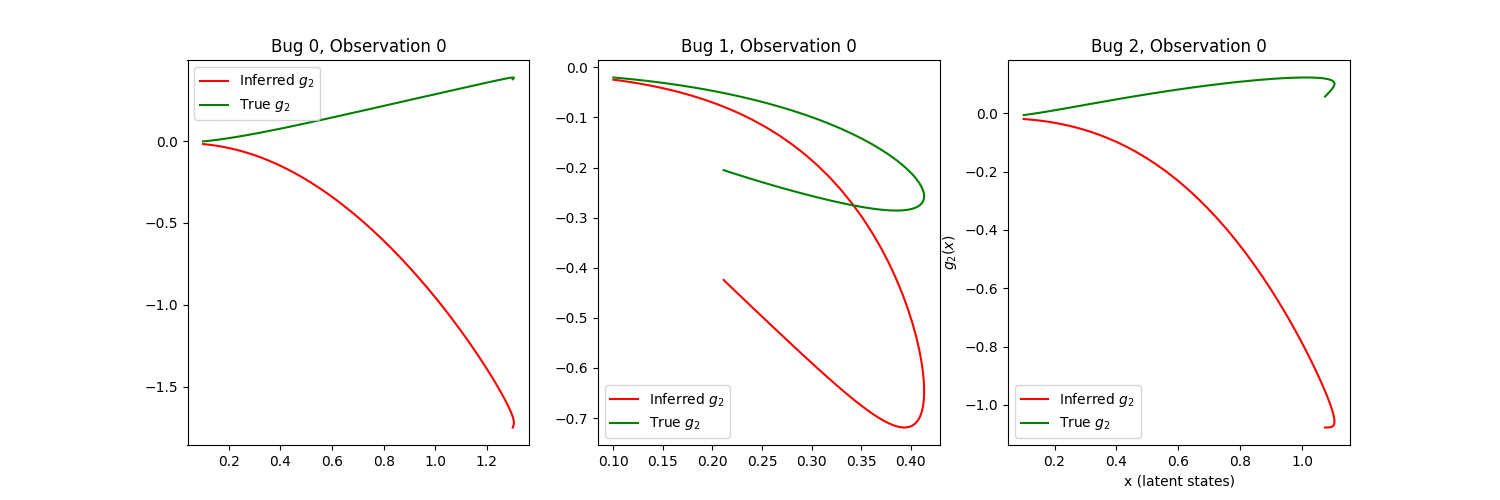 Bug 0, Observation 0
Inferred g₂
True g₂
0.0
−0.5
−1.0
−1.5
0.2 0.4 0.6 0.8 1.0 1.2
Bug 1, Observation 0
0.0
−0.1
−0.2
−0.3
−0.4
−0.5
−0.6
−0.7
Inferred g₂
True g₂
0.10 0.15 0.20 0.25 0.30 0.35 0.40
Bug 2, Observation 0
g₂(x)
0.0
−0.2
−0.4
−0.6
−0.8
−1.0
Inferred g₂
True g₂
0.2 0.4 0.6 0.8 1.0
x (latent states)